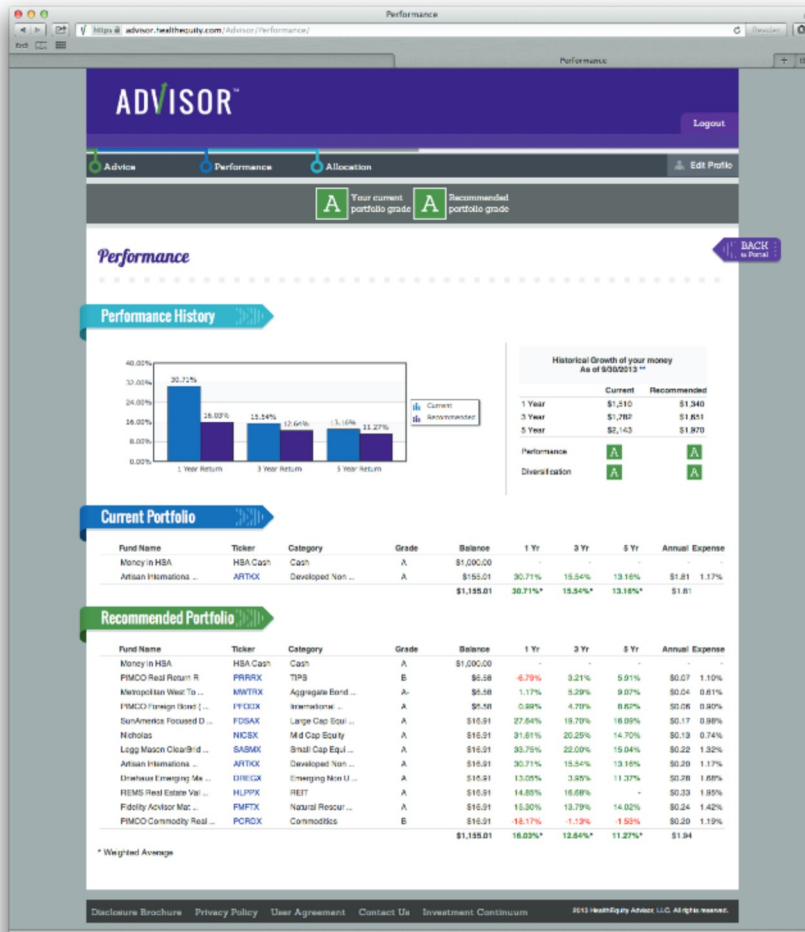 Performance
https advisor.healthequity.com/Advisor/Performance/
Reader
Performance
ADVISOR™
Logout
Advice Performance Allocation Edit Profile
A Your current portfolio grade A Recommended portfolio grade
Performance
BACK to Portal
Performance History
40.00%
32.00%
24.00%
16.00%
8.00%
0.00%
30.71% 16.03% 15.54% 12.64% 13.16% 11.27%
1 Year Return 3 Year Return 5 Year Return
Current
Recommended
Historical Growth of your money
As of 9/30/2013 **
Current Recommended
1 Year $1,510 $1,340
3 Year $1,782 $1,651
5 Year $2,143 $1,970
Performance A A
Diversification A A
Current Portfolio
Fund Name Ticker Category Grade Balance 1 Yr 3 Yr 5 Yr Annual Expense
Money in HSA HSA Cash Cash A $1,000.00 - - - - -
Artisan Internationa ... ARTKX Developed Non ... A $155.01 30.71% 15.54% 13.16% $1.81 1.17%
$1,155.01 30.71%* 15.54%* 13.16%* $1.81
Recommended Portfolio
Fund Name Ticker Category Grade Balance 1 Yr 3 Yr 5 Yr Annual Expense
Money in HSA HSA Cash Cash A $1,000.00 - - - - -
PIMCO Real Return R PRRRX TIPS B $6.58 -6.79% 3.21% 5.91% $0.07 1.10%
Metropolitan West To ... MWTRX Aggregate Bond ... A- $6.58 1.17% 5.29% 9.07% $0.04 0.61%
PIMCO Foreign Bond ( ... PFODX International ... A $6.58 0.99% 4.70% 8.62% $0.06 0.90%
SunAmerica Focused D ... FDSAX Large Cap Equi ... A $16.91 27.64% 19.70% 16.09% $0.17 0.98%
Nicholas NICSX Mid Cap Equity A $16.91 31.61% 20.25% 14.70% $0.13 0.74%
Legg Mason ClearBrid ... SASMX Small Cap Equi ... A $16.91 33.75% 22.00% 15.04% $0.22 1.32%
Artisan Internationa ... ARTKX Developed Non ... A $16.91 30.71% 15.54% 13.16% $0.20 1.17%
Driehaus Emerging Ma ... DREGX Emerging Non U ... A $16.91 13.05% 3.95% 11.37% $0.28 1.68%
REMS Real Estate Val ... HLPPX REIT A $16.91 14.85% 16.68% - $0.33 1.95%
Fidelity Advisor Mat ... FMFTX Natural Resour ... A $16.91 15.30% 13.79% 14.02% $0.24 1.42%
PIMCO Commodity Real ... PCRDX Commodities B $16.91 -18.17% -1.13% -1.53% $0.20 1.19%
$1,155.01 16.03%* 12.64%* 11.27%* $1.94
* Weighted Average
Disclosure Brochure Privacy Policy User Agreement Contact Us Investment Continuum 2013 HealthEquity Advisor, LLC. All rights reserved.